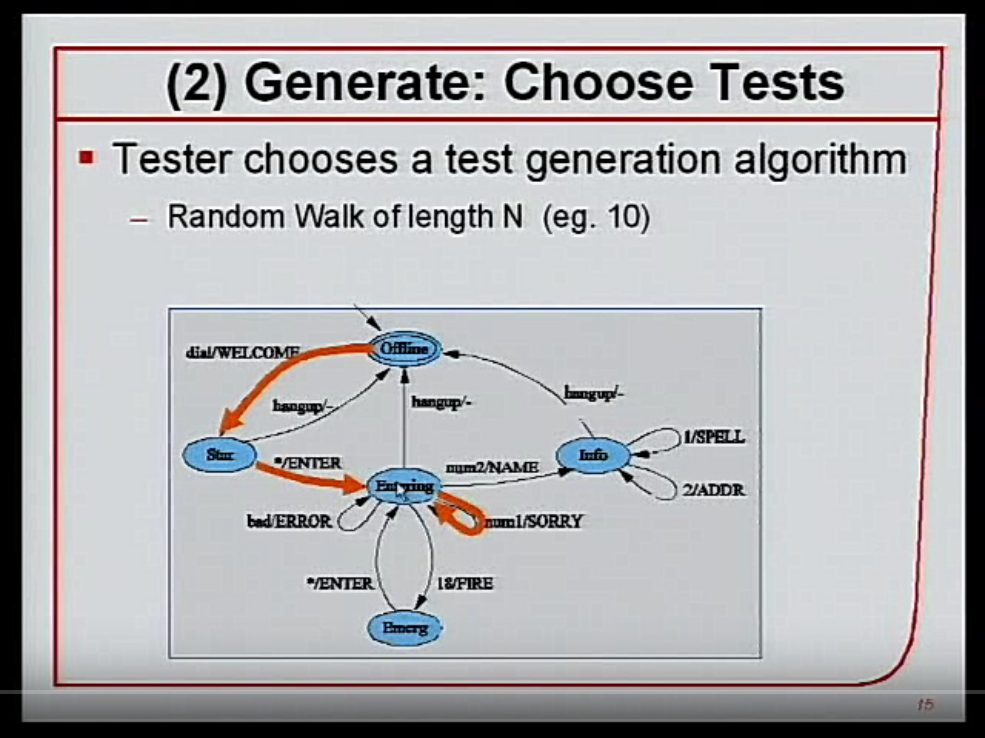 (2) Generate: Choose Tests
Tester chooses a test generation algorithm
– Random Walk of length N (eg. 10)
Offline
dial/WELCOME
hangup/-
hangup/-
hangup/-
Star
*/ENTER
num2/NAME
Info
1/SPELL
2/ADDR
Entering
bad/ERROR
num1/SORRY
*/ENTER
18/FIRE
Emerg
15